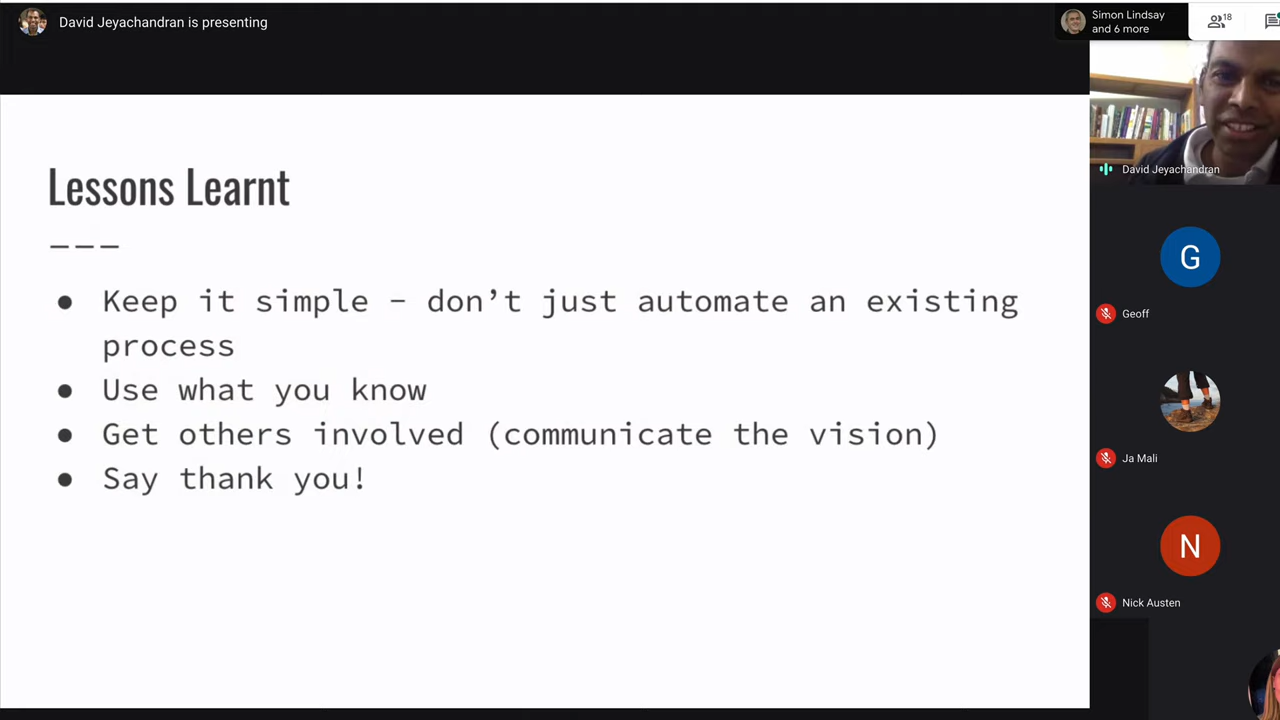 David Jeyachandran is presenting
Simon Lindsay
and 6 more
18
David Jeyachandran
Lessons Learnt
———
● Keep it simple – don’t just automate an existing
process
● Use what you know
● Get others involved (communicate the vision)
● Say thank you!
G
Geoff
Ja Mali
N
Nick Austen